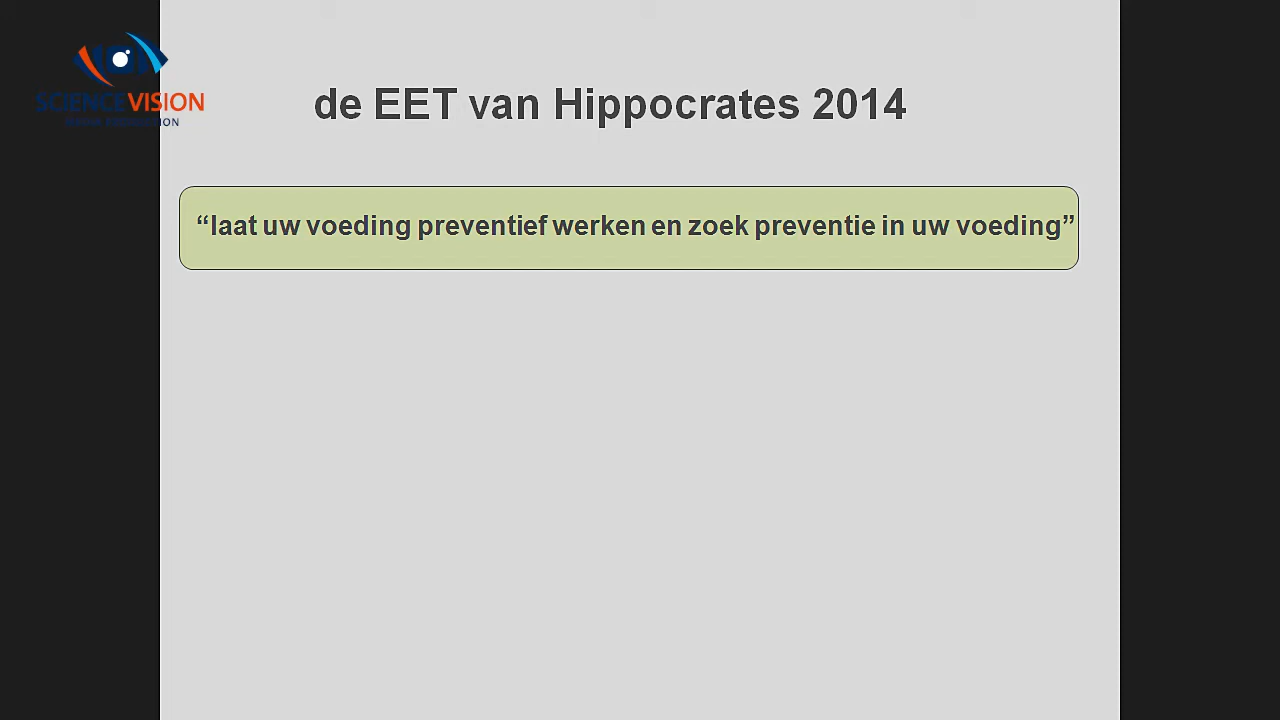 SCIENCEVISION
de EET van Hippocrates 2014
“laat uw voeding preventief werken en zoek preventie in uw voeding”